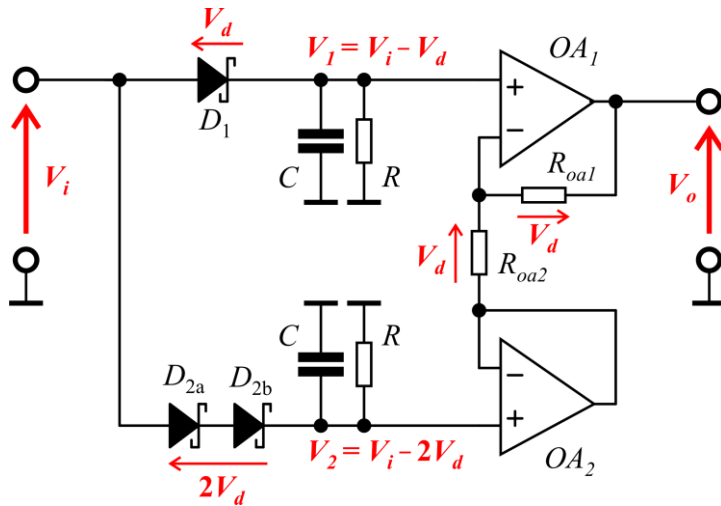 V_d
V_1 = V_i – V_d
OA_1
D_1
+
–
V_i
C
R
R_oa1
V_d
V_o
V_d
R_oa2
C
R
D_2a
D_2b
–
+
V_2 = V_i – 2V_d
2V_d
OA_2